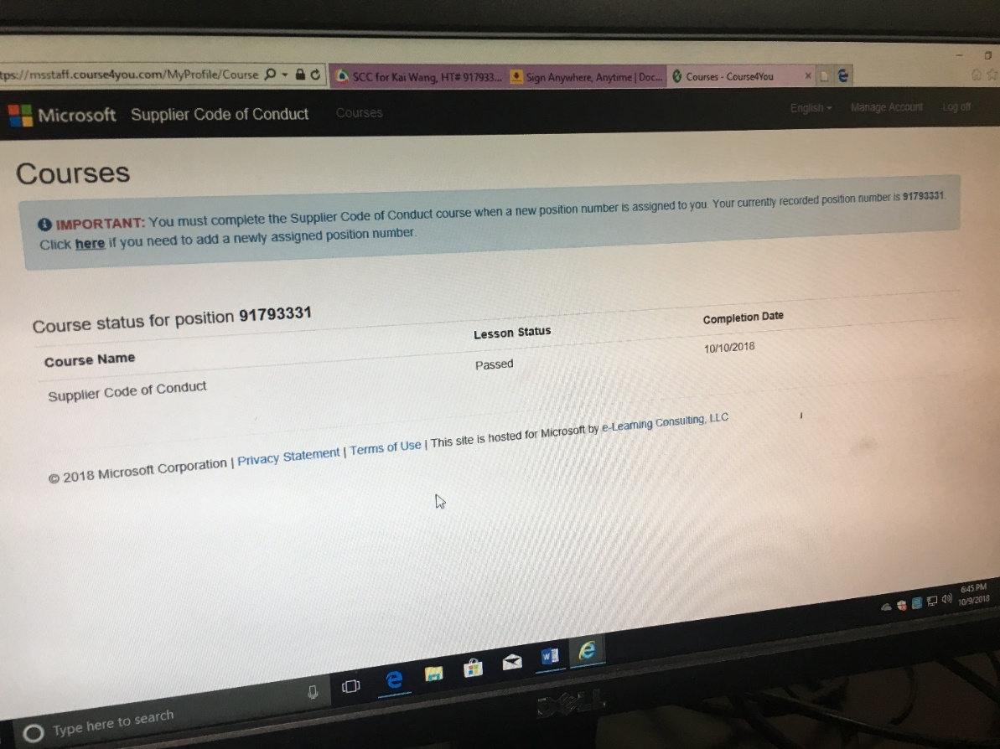 tps://msstaff.course4you.com/MyProfile/Course
SCC for Kai Wang, HT# 917933...
Sign Anywhere, Anytime | Doc...
Courses - Course4You
Microsoft Supplier Code of Conduct Courses English Manage Account Log off
Courses
IMPORTANT: You must complete the Supplier Code of Conduct course when a new position number is assigned to you. Your currently recorded position number is 91793331.
Click here if you need to add a newly assigned position number.
Course status for position 91793331
Course Name Lesson Status Completion Date
Supplier Code of Conduct Passed 10/10/2018
© 2018 Microsoft Corporation | Privacy Statement | Terms of Use | This site is hosted for Microsoft by e-Learning Consulting, LLC
6:45 PM
10/9/2018
Type here to search
DELL